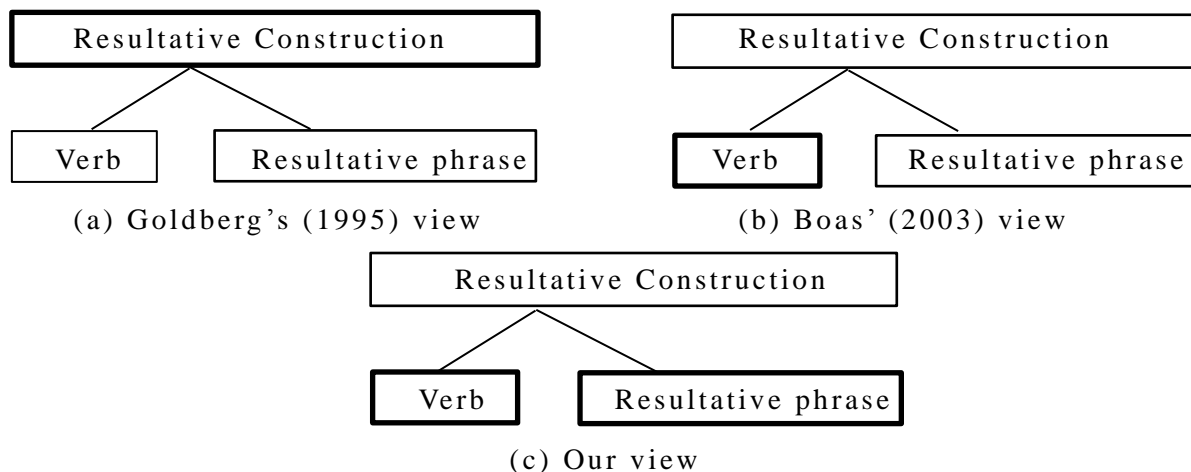 Resultative Construction
Resultative Construction
Verb
Resultative phrase
Verb
Resultative phrase
(a) Goldberg’s (1995) view
(b) Boas’ (2003) view
Resultative Construction
Verb
Resultative phrase
(c) Our view